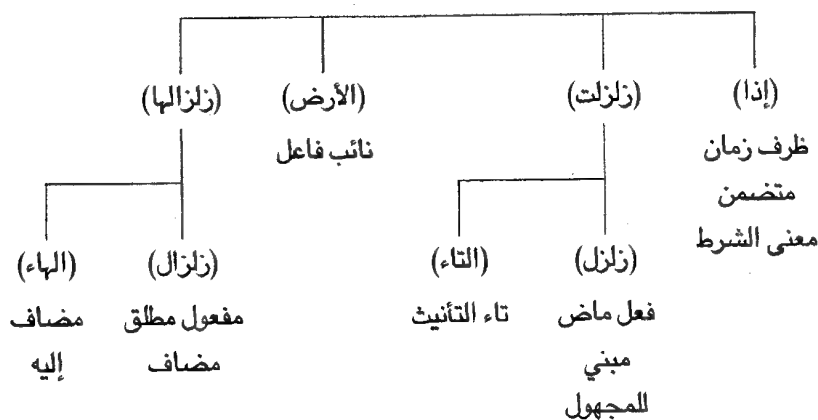 (إذا) (زلزلت) (الأرض) (زلزالها)
ظرف زمان
متضمن
معنى الشرط
نائب فاعل
(زلزل) (التاء) (زلزال) (الهاء)
فعل ماض
مبني
للمجهول
تاء التأنيث
مفعول مطلق
مضاف
مضاف
إليه